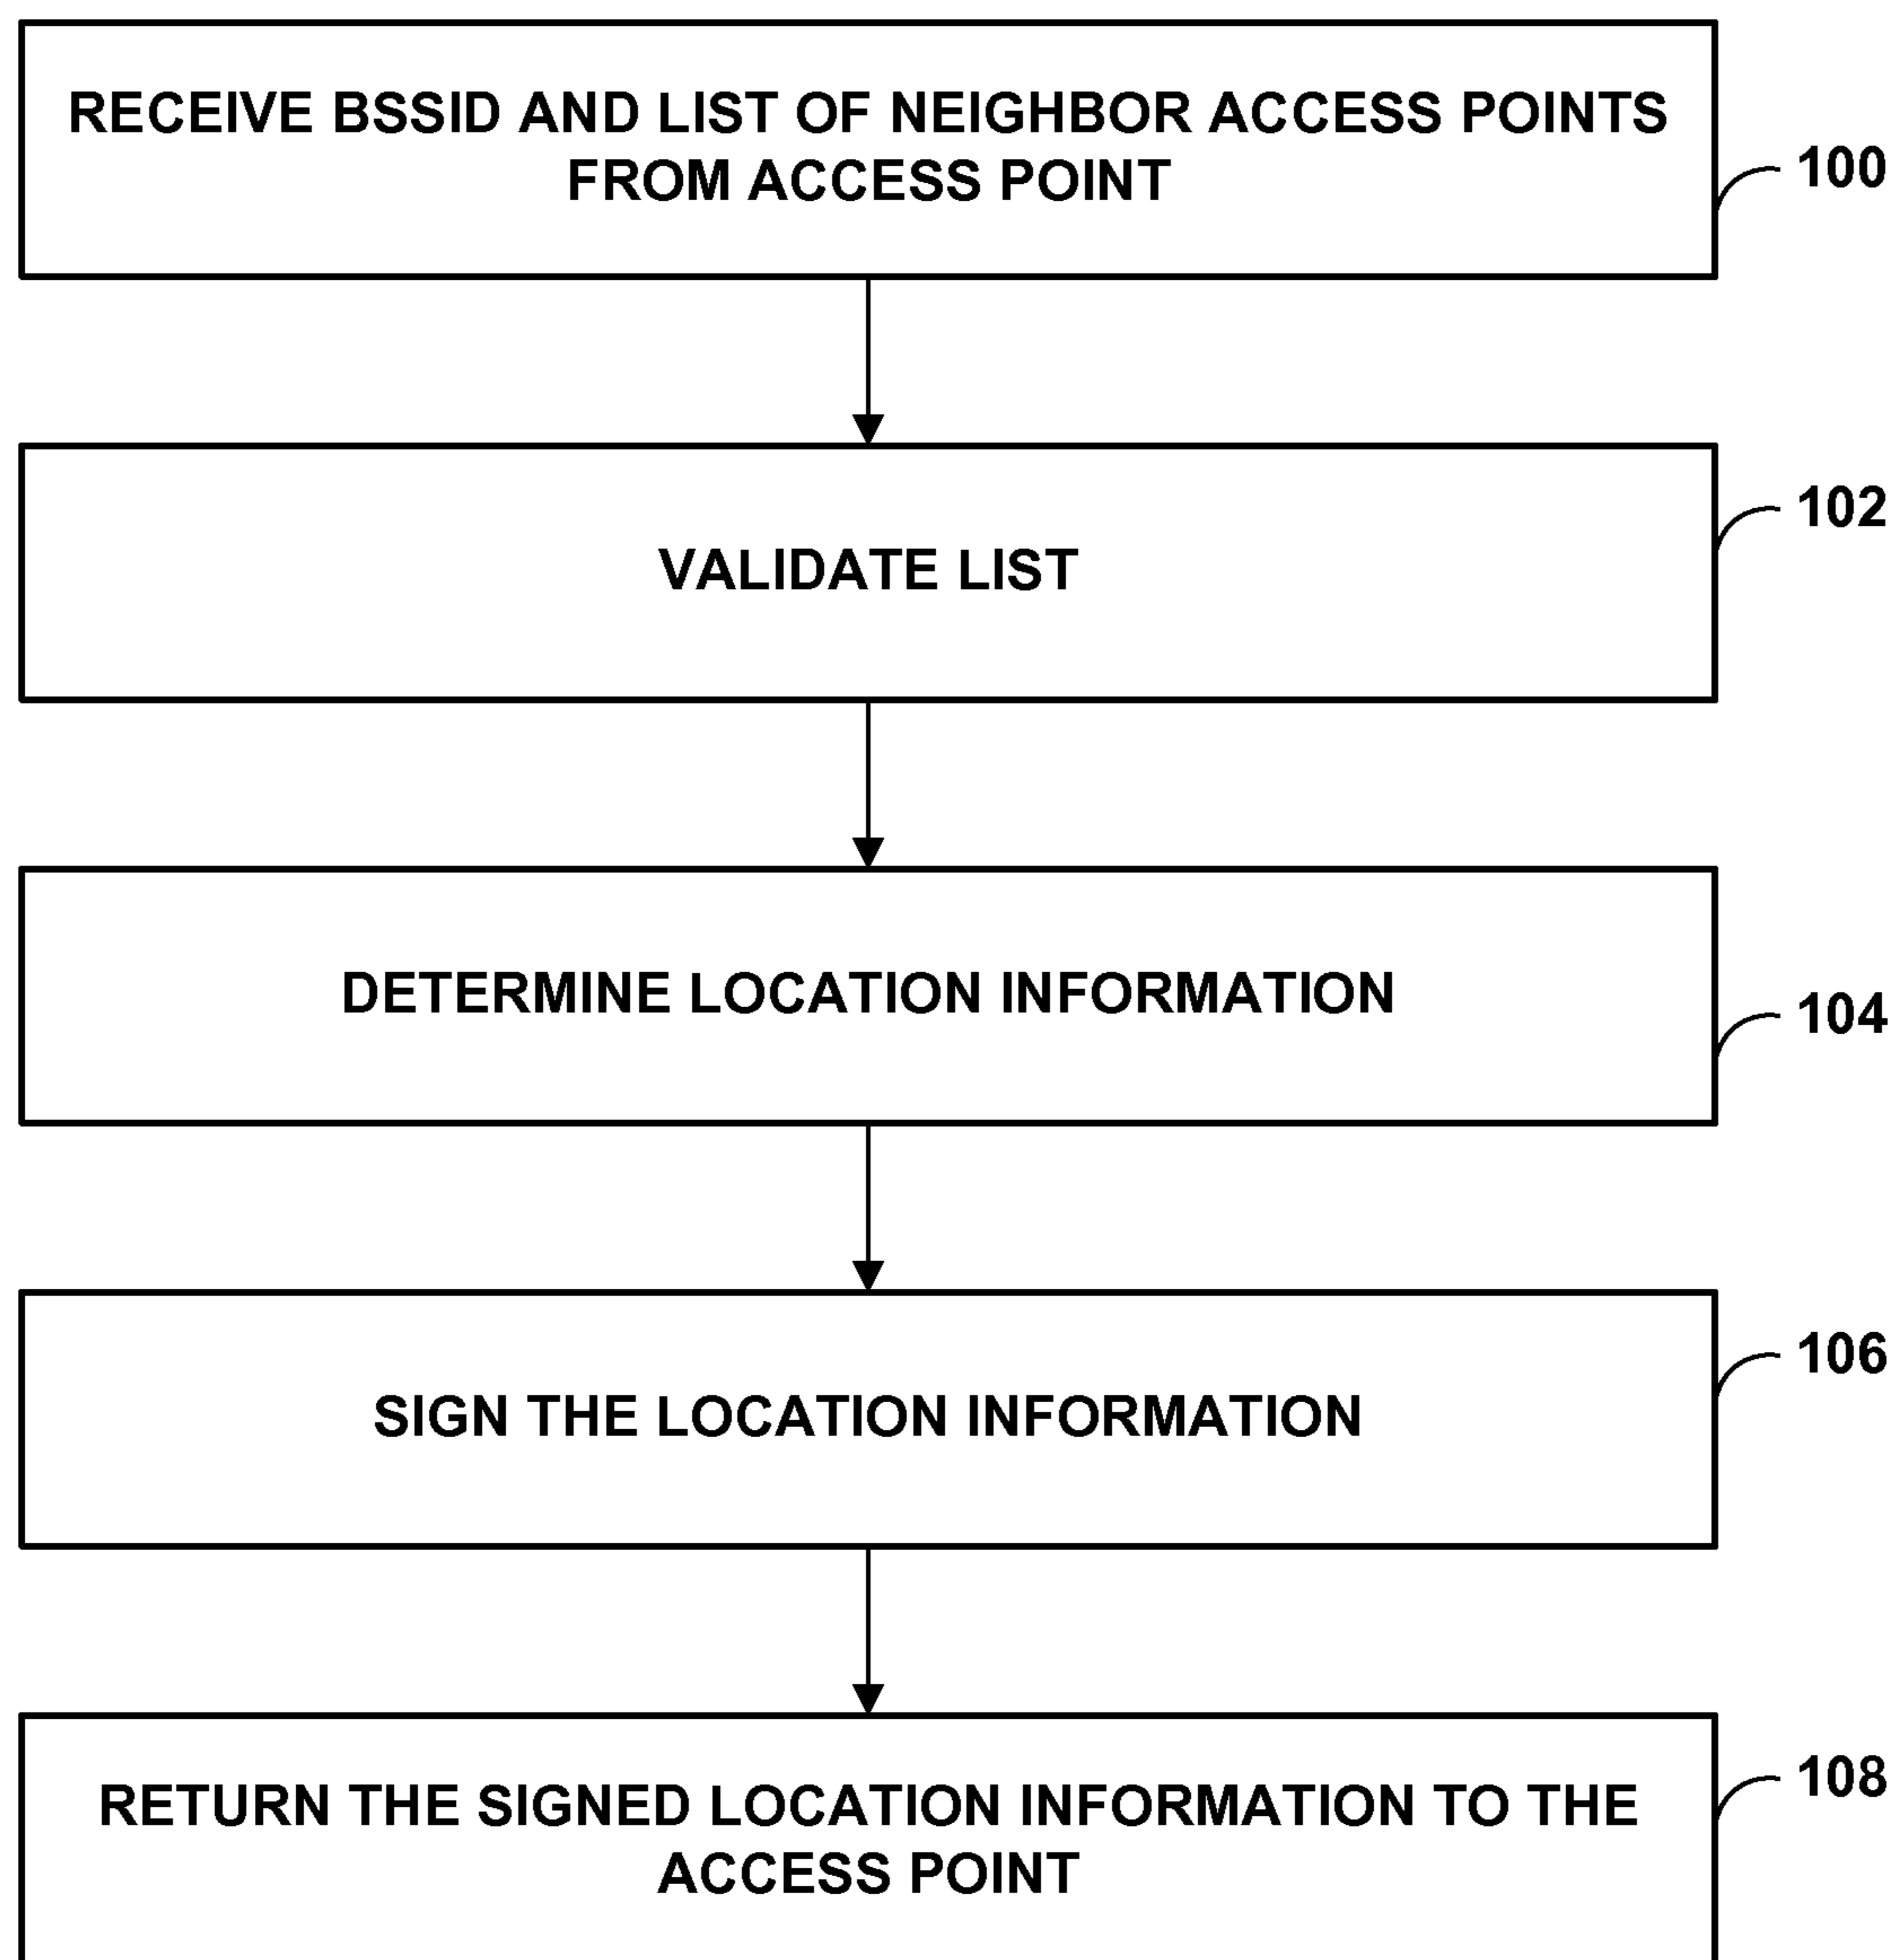 RECEIVE BSSID AND LIST OF NEIGHBOR ACCESS POINTS
FROM ACCESS POINT
100
VALIDATE LIST
102
DETERMINE LOCATION INFORMATION
104
SIGN THE LOCATION INFORMATION
106
RETURN THE SIGNED LOCATION INFORMATION TO THE
ACCESS POINT
108